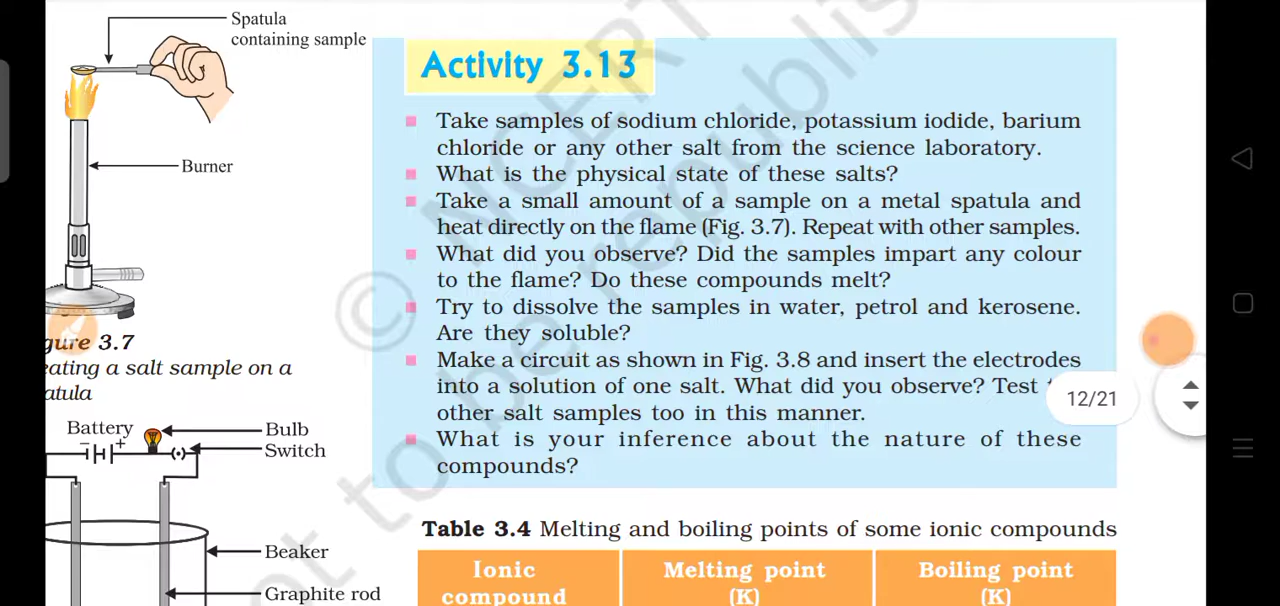 Spatula
containing sample
Burner
gure 3.7
eating a salt sample on a
atula
Battery
Bulb
Switch
Beaker
Graphite rod
Activity 3.13
Take samples of sodium chloride, potassium iodide, barium
chloride or any other salt from the science laboratory.
What is the physical state of these salts?
Take a small amount of a sample on a metal spatula and
heat directly on the flame (Fig. 3.7). Repeat with other samples.
What did you observe? Did the samples impart any colour
to the flame? Do these compounds melt?
Try to dissolve the samples in water, petrol and kerosene.
Are they soluble?
Make a circuit as shown in Fig. 3.8 and insert the electrodes
into a solution of one salt. What did you observe? Test
other salt samples too in this manner.
What is your inference about the nature of these
compounds?
12/21
Table 3.4 Melting and boiling points of some ionic compounds
Ionic
compound
Melting point
(K)
Boiling point
(K)
© NCERT
not to be republis